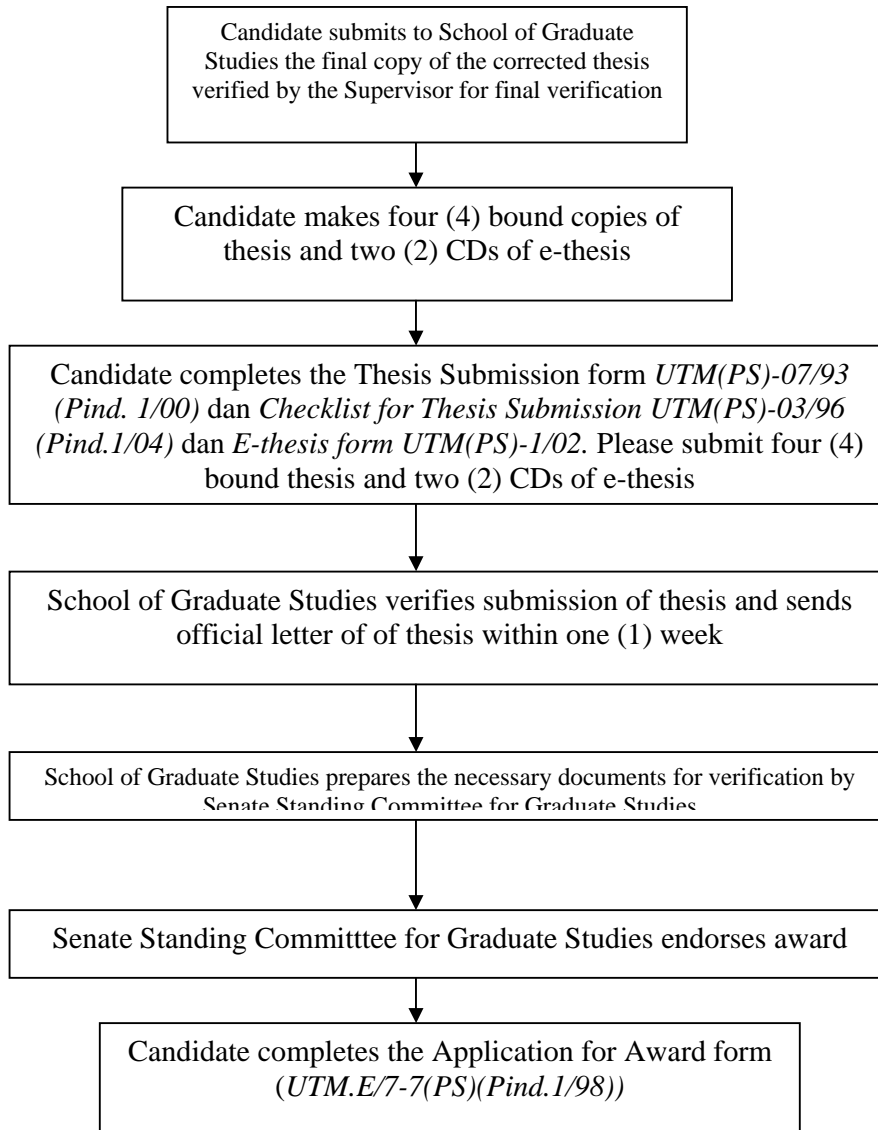 Candidate submits to School of Graduate
Studies the final copy of the corrected thesis
verified by the Supervisor for final verification
Candidate makes four (4) bound copies of
thesis and two (2) CDs of e-thesis
Candidate completes the Thesis Submission form UTM(PS)-07/93
(Pind. 1/00) dan Checklist for Thesis Submission UTM(PS)-03/96
(Pind.1/04) dan E-thesis form UTM(PS)-1/02. Please submit four (4)
bound thesis and two (2) CDs of e-thesis
School of Graduate Studies verifies submission of thesis and sends
official letter of of thesis within one (1) week
School of Graduate Studies prepares the necessary documents for verification by
Senate Standing Committee for Graduate Studies
Senate Standing Committtee for Graduate Studies endorses award
Candidate completes the Application for Award form
(UTM.E/7-7(PS)(Pind.1/98))